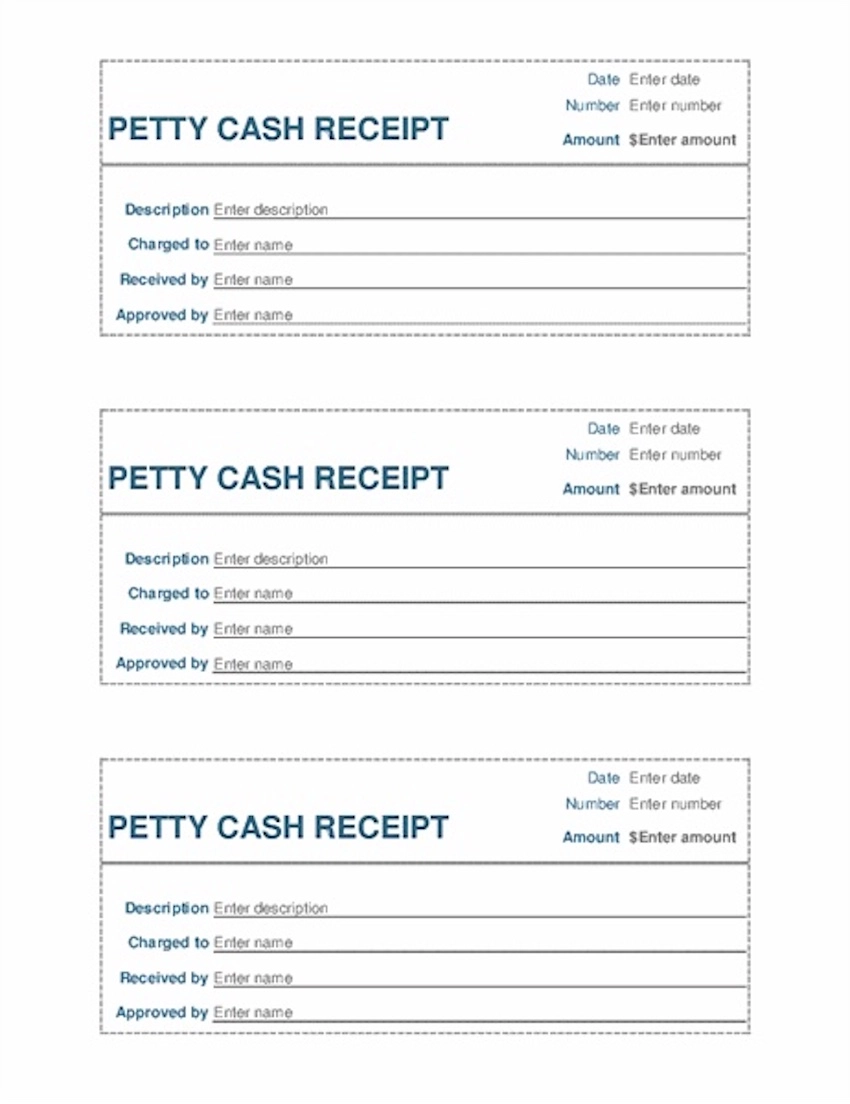 Date Enter date
Number Enter number
PETTY CASH RECEIPT
Amount $Enter amount
Description Enter description
Charged to Enter name
Received by Enter name
Approved by Enter name
Date Enter date
Number Enter number
PETTY CASH RECEIPT
Amount $Enter amount
Description Enter description
Charged to Enter name
Received by Enter name
Approved by Enter name
Date Enter date
Number Enter number
PETTY CASH RECEIPT
Amount $Enter amount
Description Enter description
Charged to Enter name
Received by Enter name
Approved by Enter name